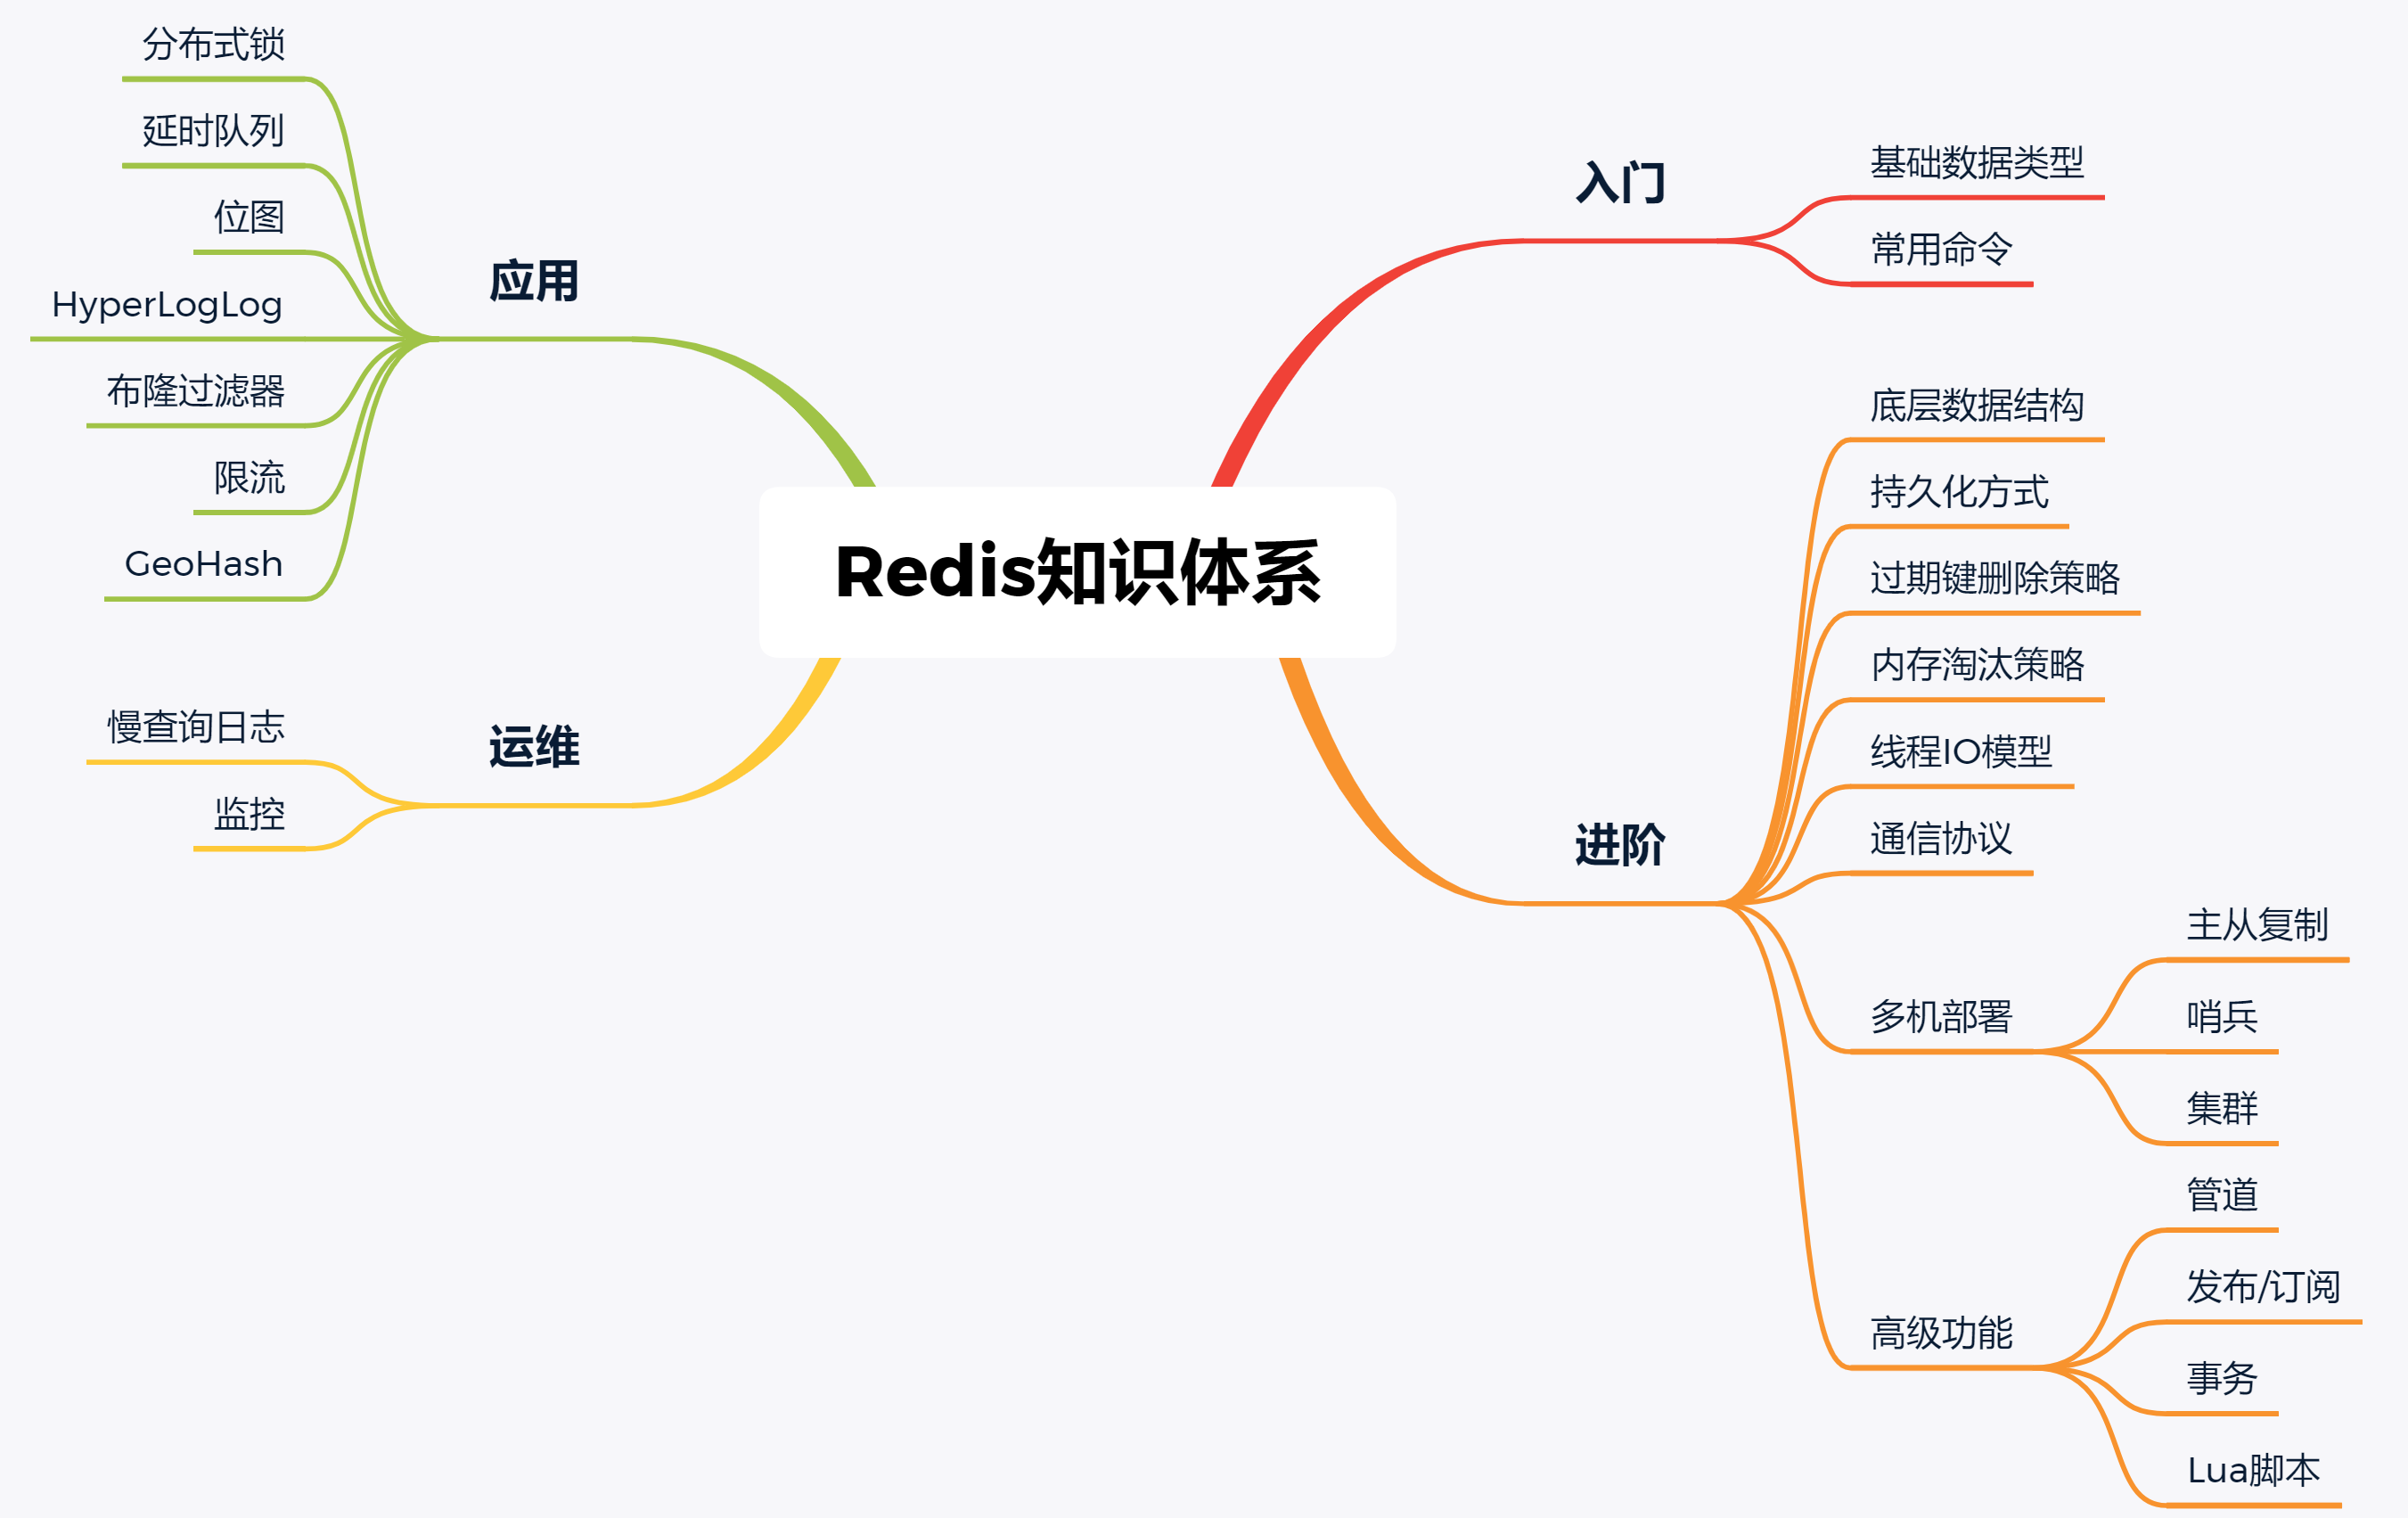 Redis知识体系
入门
基础数据类型
常用命令
进阶
底层数据结构
持久化方式
过期键删除策略
内存淘汰策略
线程IO模型
通信协议
多机部署
主从复制
哨兵
集群
高级功能
管道
发布/订阅
事务
Lua脚本
应用
分布式锁
延时队列
位图
HyperLogLog
布隆过滤器
限流
GeoHash
运维
慢查询日志
监控